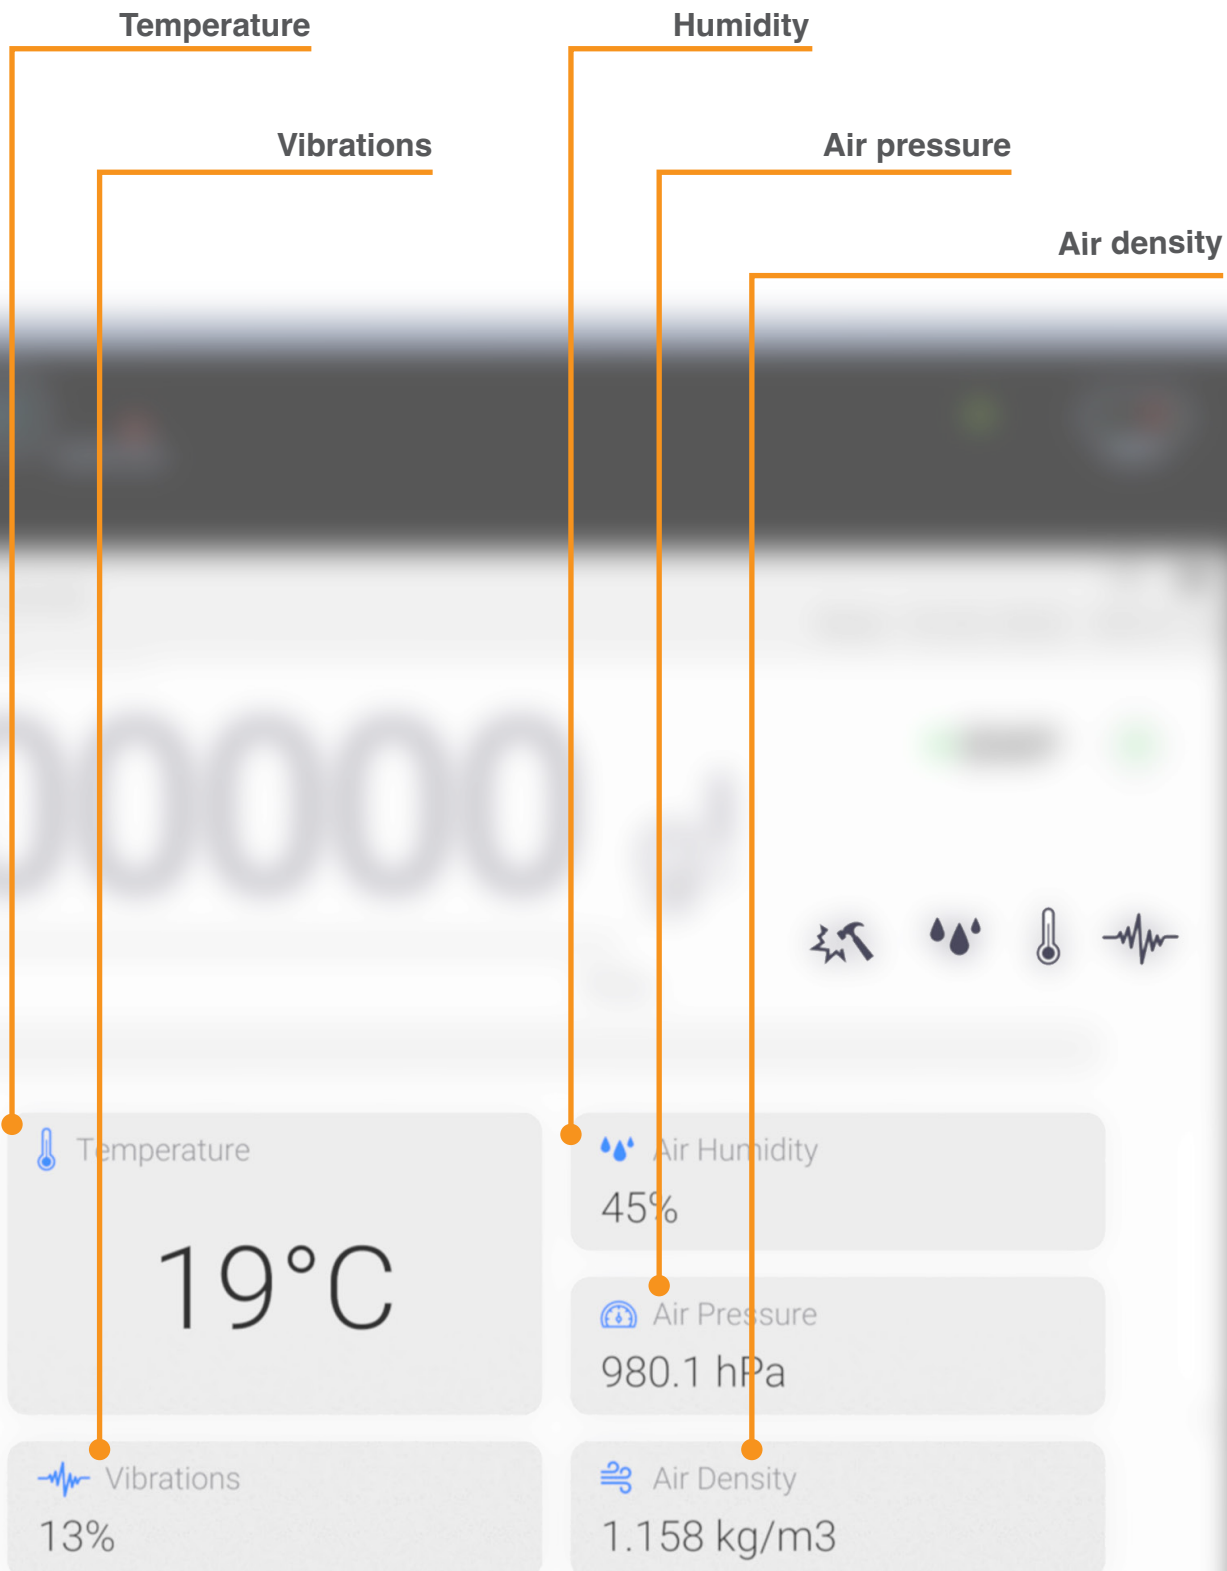 Temperature
Humidity
Vibrations
Air pressure
Air density
00000
Temperature
19°C
Air Humidity
45%
Air Pressure
980.1 hPa
Vibrations
13%
Air Density
1.158 kg/m3